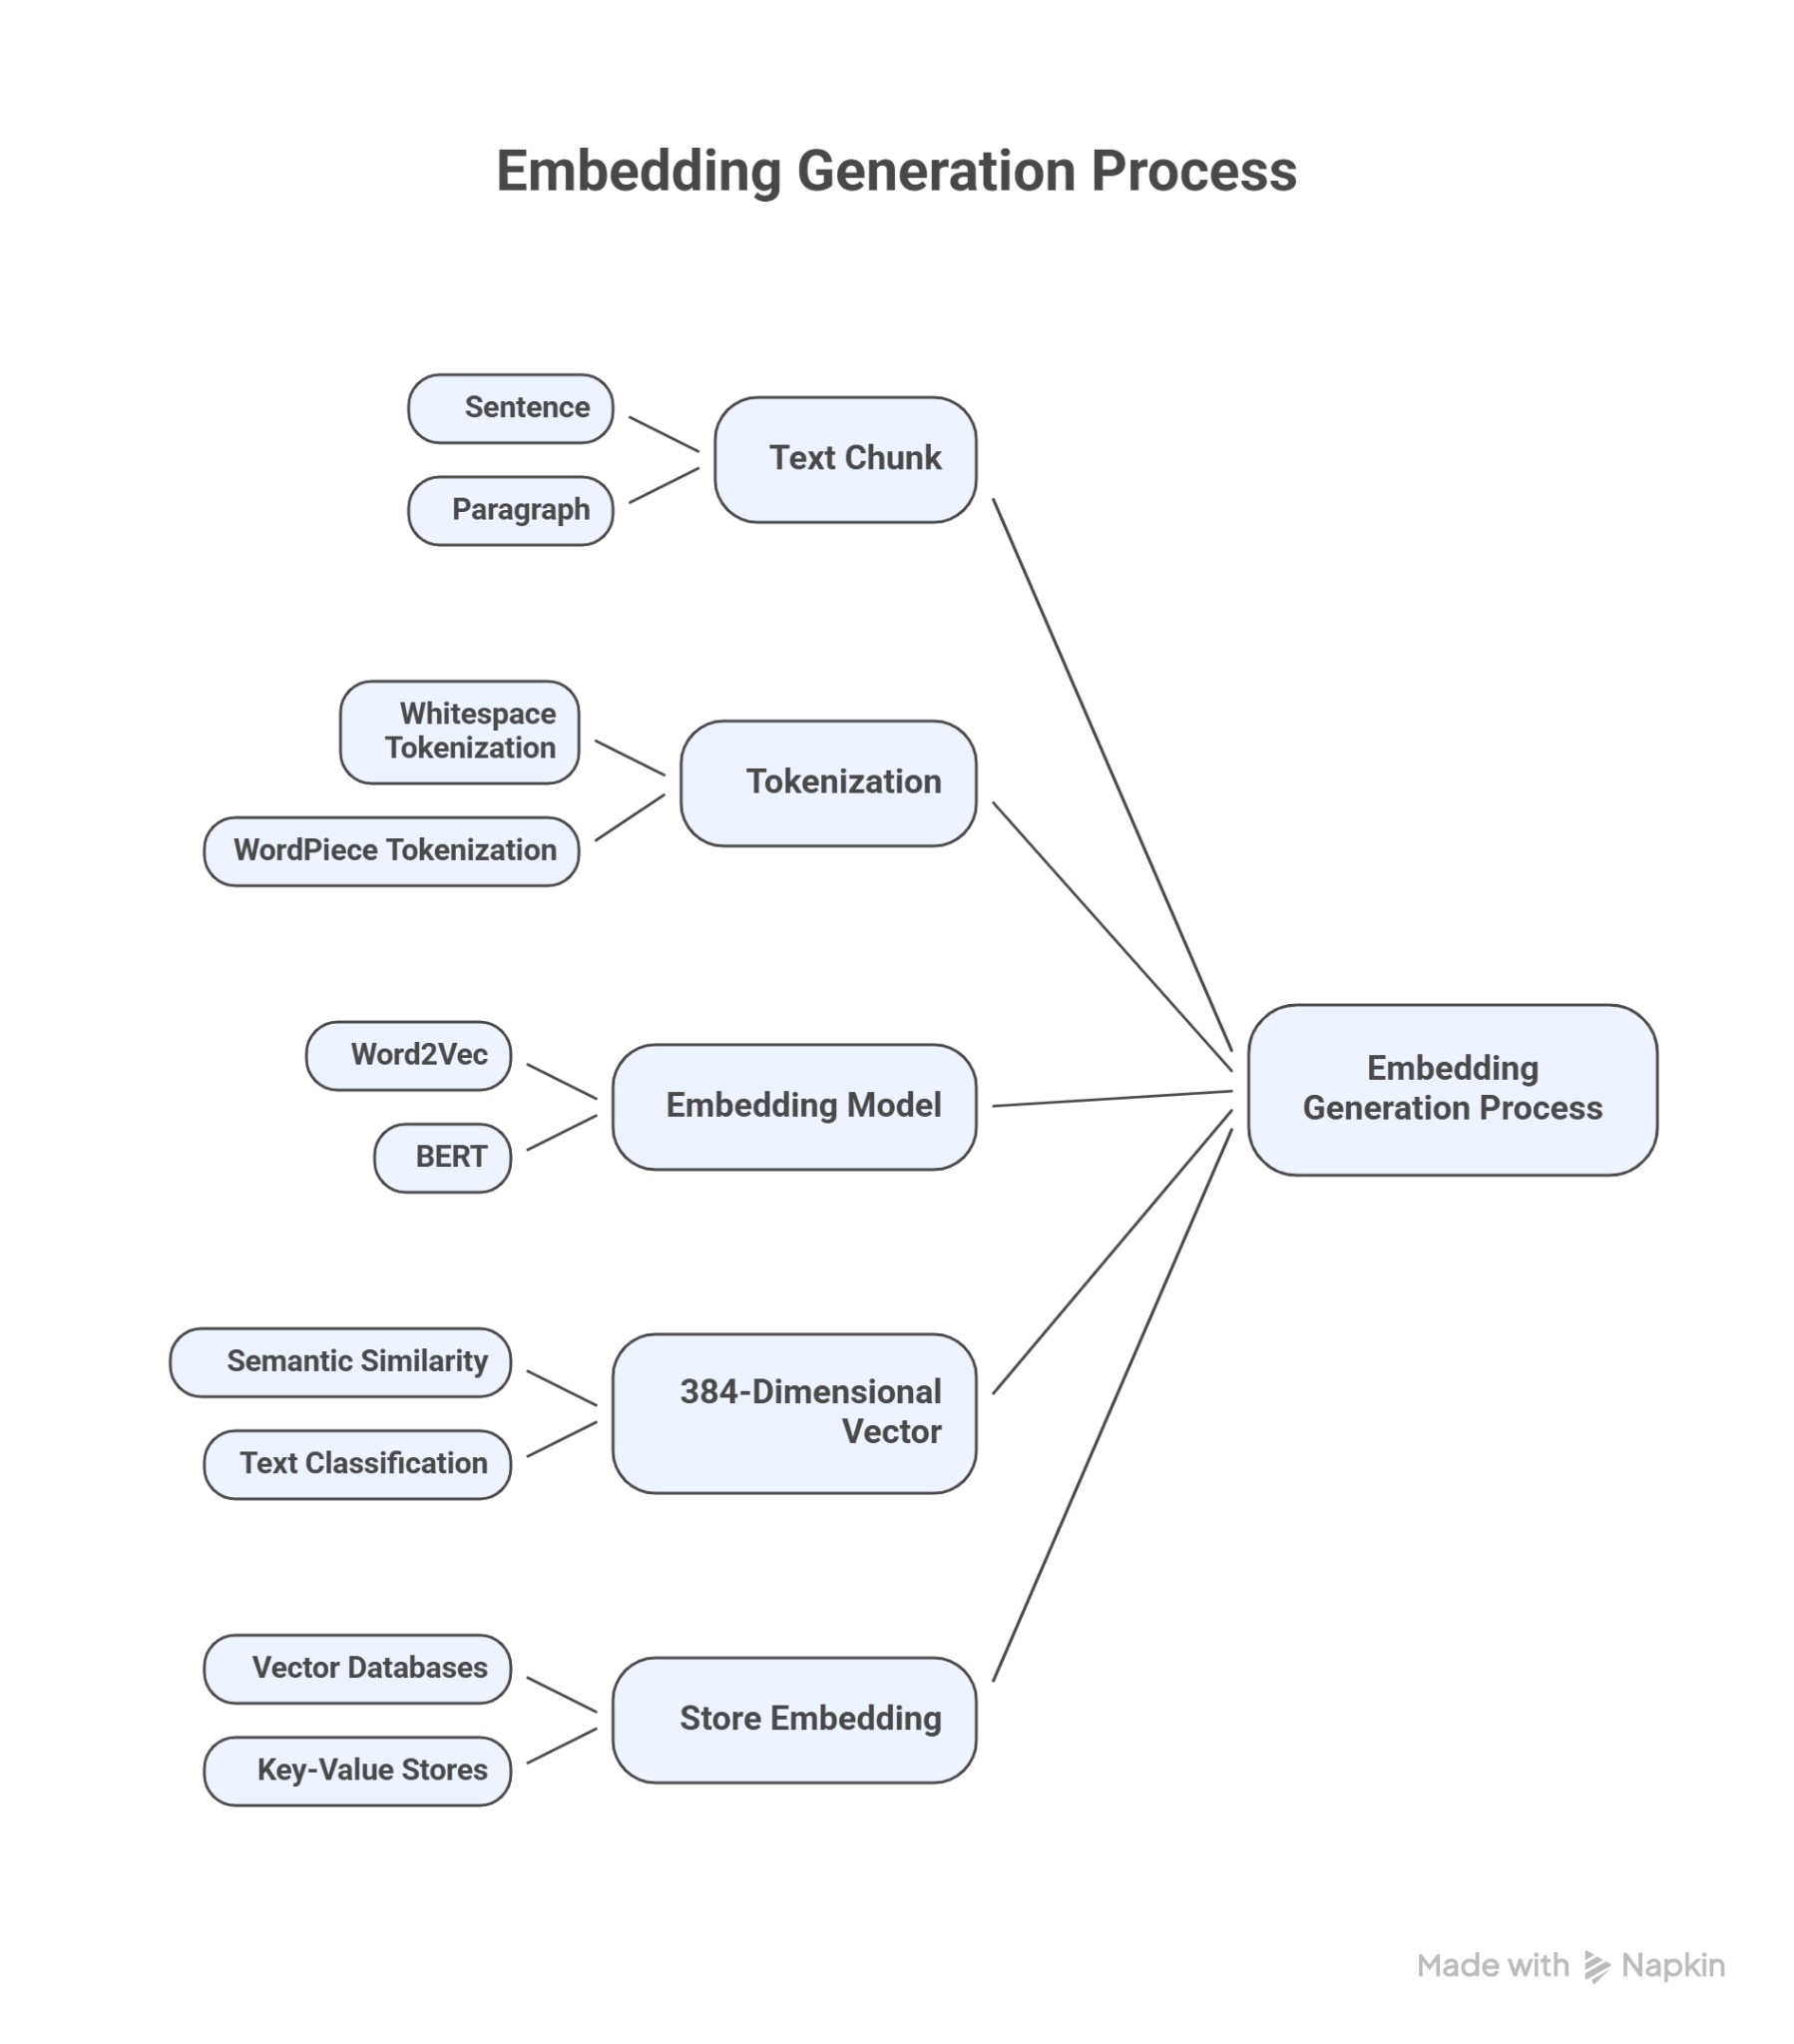 Embedding Generation Process
Sentence
Paragraph
Text Chunk
Whitespace
Tokenization
WordPiece Tokenization
Tokenization
Word2Vec
BERT
Embedding Model
Semantic Similarity
Text Classification
384-Dimensional
Vector
Vector Databases
Key-Value Stores
Store Embedding
Embedding
Generation Process
Made with Napkin